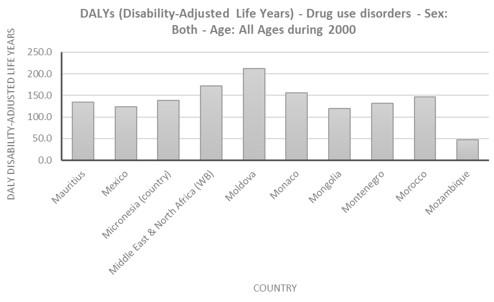 DALYs (Disability-Adjusted Life Years) - Drug use disorders - Sex:
Both - Age: All Ages during 2000
DALY DISABILITY-ADJUSTED LIFE YEARS
250.0
200.0
150.0
100.0
50.0
0.0
Mauritius
Mexico
Micronesia (country)
Middle East & North Africa (WB)
Moldova
Monaco
Mongolia
Montenegro
Morocco
Mozambique
COUNTRY